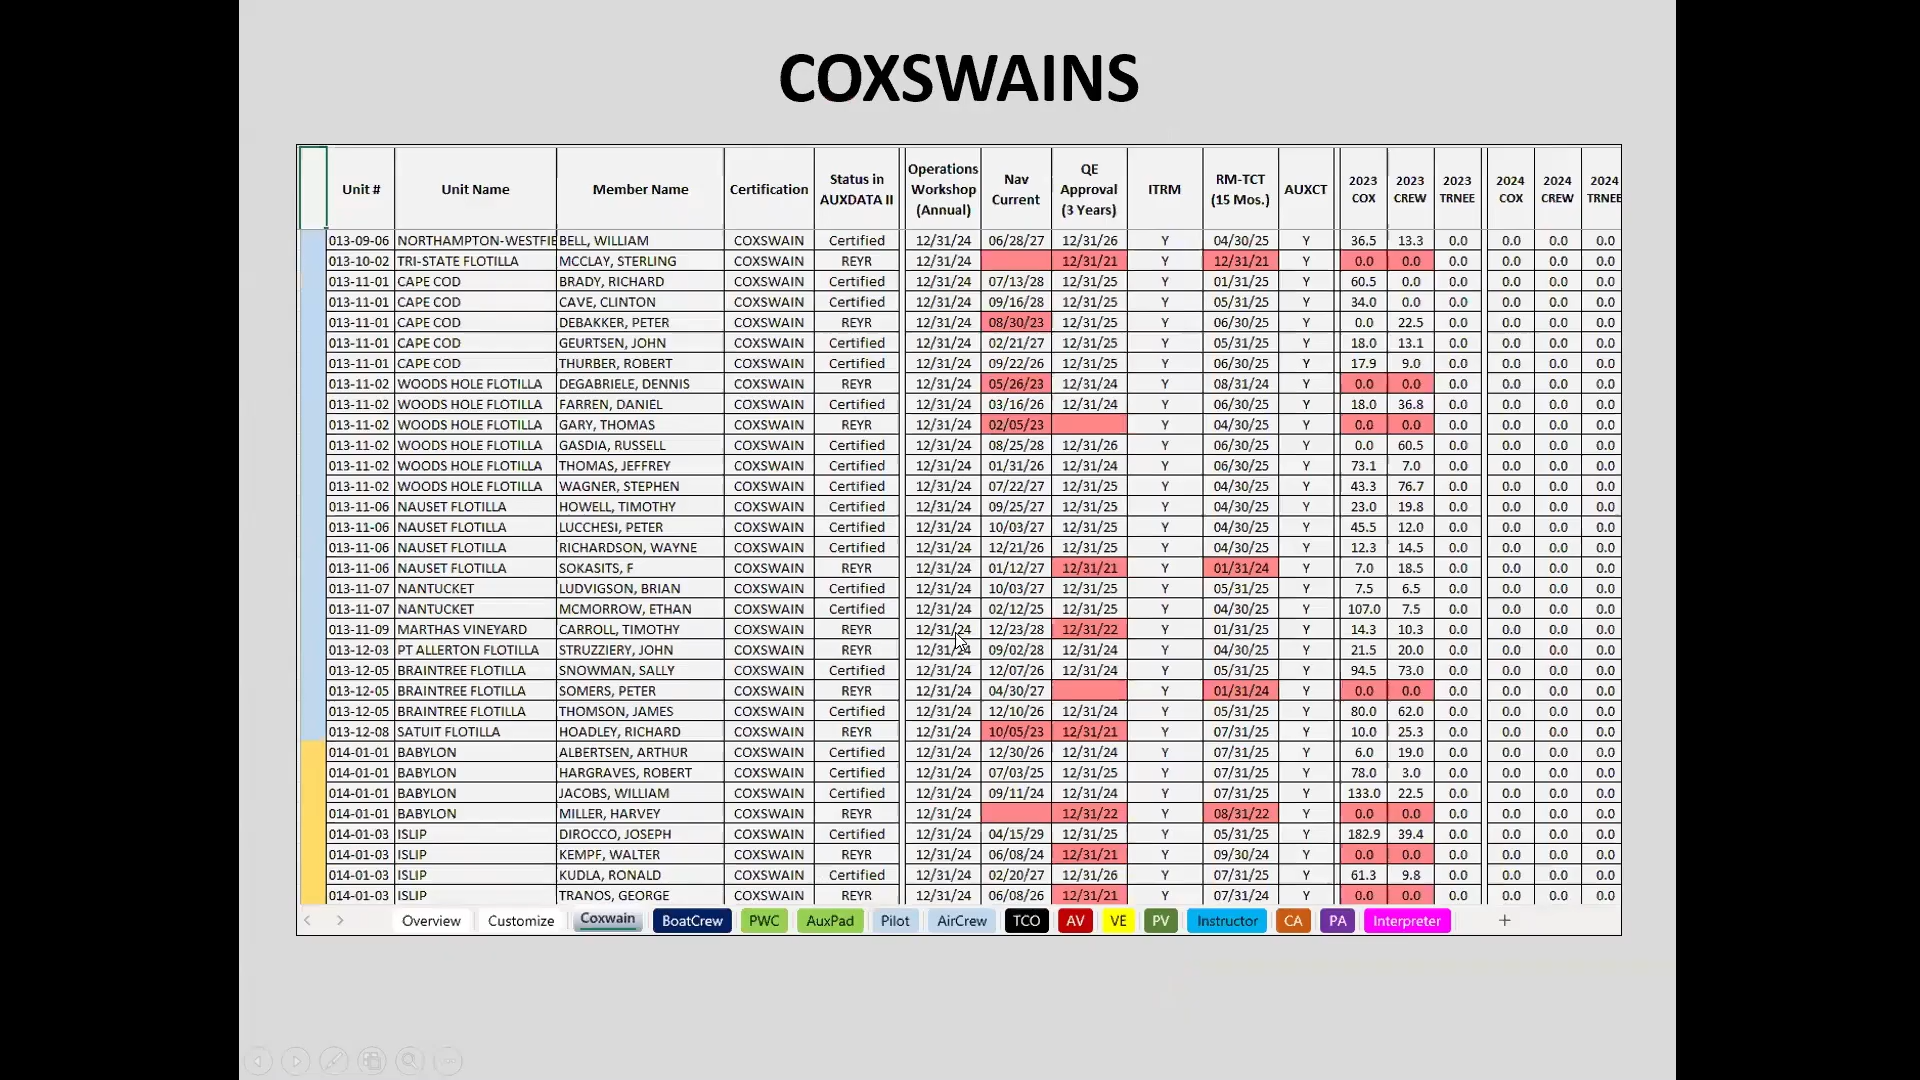 COXSWAINS
Unit # Unit Name Member Name Certification Status in AUXDATA II Operations Workshop (Annual) Nav Current QE Approval (3 Years) ITRM RM-TCT (15 Mos.) AUXCT 2023 COX 2023 CREW 2023 TRNEE 2024 COX 2024 CREW 2024 TRNEE
013-09-06 NORTHAMPTON-WESTFIE BELL, WILLIAM COXSWAIN Certified 12/31/24 06/28/27 12/31/26 Y 04/30/25 Y 36.5 13.3 0.0 0.0 0.0 0.0
013-10-02 TRI-STATE FLOTILLA MCCLAY, STERLING COXSWAIN REYR 12/31/24 12/31/21 Y 12/31/21 Y 0.0 0.0 0.0 0.0 0.0 0.0
013-11-01 CAPE COD BRADY, RICHARD COXSWAIN Certified 12/31/24 07/13/28 12/31/25 Y 01/31/25 Y 60.5 0.0 0.0 0.0 0.0 0.0
013-11-01 CAPE COD CAVE, CLINTON COXSWAIN Certified 12/31/24 09/16/28 12/31/25 Y 05/31/25 Y 34.0 0.0 0.0 0.0 0.0 0.0
013-11-01 CAPE COD DEBAKKER, PETER COXSWAIN REYR 12/31/24 08/30/23 12/31/25 Y 06/30/25 Y 0.0 22.5 0.0 0.0 0.0 0.0
013-11-01 CAPE COD GEURTSEN, JOHN COXSWAIN Certified 12/31/24 02/21/27 12/31/25 Y 05/31/25 Y 18.0 13.1 0.0 0.0 0.0 0.0
013-11-01 CAPE COD THURBER, ROBERT COXSWAIN Certified 12/31/24 09/22/26 12/31/25 Y 06/30/25 Y 17.9 9.0 0.0 0.0 0.0 0.0
013-11-02 WOODS HOLE FLOTILLA DEGABRIELE, DENNIS COXSWAIN REYR 12/31/24 05/26/23 12/31/24 Y 08/31/24 Y 0.0 0.0 0.0 0.0 0.0 0.0
013-11-02 WOODS HOLE FLOTILLA FARREN, DANIEL COXSWAIN Certified 12/31/24 03/16/26 12/31/24 Y 06/30/25 Y 18.0 36.8 0.0 0.0 0.0 0.0
013-11-02 WOODS HOLE FLOTILLA GARY, THOMAS COXSWAIN REYR 12/31/24 02/05/23 Y 04/30/25 Y 0.0 0.0 0.0 0.0 0.0 0.0
013-11-02 WOODS HOLE FLOTILLA GASDIA, RUSSELL COXSWAIN Certified 12/31/24 08/25/28 12/31/26 Y 06/30/25 Y 0.0 60.5 0.0 0.0 0.0 0.0
013-11-02 WOODS HOLE FLOTILLA THOMAS, JEFFREY COXSWAIN Certified 12/31/24 01/31/26 12/31/24 Y 06/30/25 Y 73.1 7.0 0.0 0.0 0.0 0.0
013-11-02 WOODS HOLE FLOTILLA WAGNER, STEPHEN COXSWAIN Certified 12/31/24 07/22/27 12/31/25 Y 04/30/25 Y 43.3 76.7 0.0 0.0 0.0 0.0
013-11-06 NAUSET FLOTILLA HOWELL, TIMOTHY COXSWAIN Certified 12/31/24 09/25/27 12/31/25 Y 04/30/25 Y 23.0 19.8 0.0 0.0 0.0 0.0
013-11-06 NAUSET FLOTILLA LUCCHESI, PETER COXSWAIN Certified 12/31/24 10/03/27 12/31/25 Y 04/30/25 Y 45.5 12.0 0.0 0.0 0.0 0.0
013-11-06 NAUSET FLOTILLA RICHARDSON, WAYNE COXSWAIN Certified 12/31/24 12/21/26 12/31/25 Y 04/30/25 Y 12.3 14.5 0.0 0.0 0.0 0.0
013-11-06 NAUSET FLOTILLA SOKASITS, F COXSWAIN REYR 12/31/24 01/12/27 12/31/21 Y 01/31/24 Y 7.0 18.5 0.0 0.0 0.0 0.0
013-11-07 NANTUCKET LUDVIGSON, BRIAN COXSWAIN Certified 12/31/24 10/03/27 12/31/25 Y 05/31/25 Y 7.5 6.5 0.0 0.0 0.0 0.0
013-11-07 NANTUCKET MCMORROW, ETHAN COXSWAIN Certified 12/31/24 02/12/25 12/31/25 Y 04/30/25 Y 107.0 7.5 0.0 0.0 0.0 0.0
013-11-09 MARTHAS VINEYARD CARROLL, TIMOTHY COXSWAIN REYR 12/31/24 12/23/28 12/31/22 Y 01/31/25 Y 14.3 10.3 0.0 0.0 0.0 0.0
013-12-03 PT ALLERTON FLOTILLA STRUZZIERY, JOHN COXSWAIN REYR 12/31/24 09/02/28 12/31/24 Y 04/30/25 Y 21.5 20.0 0.0 0.0 0.0 0.0
013-12-05 BRAINTREE FLOTILLA SNOWMAN, SALLY COXSWAIN Certified 12/31/24 12/07/26 12/31/24 Y 05/31/25 Y 94.5 73.0 0.0 0.0 0.0 0.0
013-12-05 BRAINTREE FLOTILLA SOMERS, PETER COXSWAIN REYR 12/31/24 04/30/27 Y 01/31/24 Y 0.0 0.0 0.0 0.0 0.0 0.0
013-12-05 BRAINTREE FLOTILLA THOMSON, JAMES COXSWAIN Certified 12/31/24 12/10/26 12/31/24 Y 05/31/25 Y 80.0 62.0 0.0 0.0 0.0 0.0
013-12-08 SATUIT FLOTILLA HOADLEY, RICHARD COXSWAIN REYR 12/31/24 10/05/23 12/31/21 Y 07/31/25 Y 10.0 25.3 0.0 0.0 0.0 0.0
014-01-01 BABYLON ALBERTSEN, ARTHUR COXSWAIN Certified 12/31/24 12/30/26 12/31/24 Y 07/31/25 Y 6.0 19.0 0.0 0.0 0.0 0.0
014-01-01 BABYLON HARGRAVES, ROBERT COXSWAIN Certified 12/31/24 07/03/25 12/31/25 Y 07/31/25 Y 78.0 3.0 0.0 0.0 0.0 0.0
014-01-01 BABYLON JACOBS, WILLIAM COXSWAIN Certified 12/31/24 09/11/24 12/31/24 Y 07/31/25 Y 133.0 22.5 0.0 0.0 0.0 0.0
014-01-01 BABYLON MILLER, HARVEY COXSWAIN REYR 12/31/24 12/31/22 Y 08/31/22 Y 0.0 0.0 0.0 0.0 0.0 0.0
014-01-03 ISLIP DIROCCO, JOSEPH COXSWAIN Certified 12/31/24 04/15/29 12/31/25 Y 05/31/25 Y 182.9 39.4 0.0 0.0 0.0 0.0
014-01-03 ISLIP KEMPF, WALTER COXSWAIN REYR 12/31/24 06/08/24 12/31/21 Y 09/30/24 Y 0.0 0.0 0.0 0.0 0.0 0.0
014-01-03 ISLIP KUDLA, RONALD COXSWAIN Certified 12/31/24 02/20/27 12/31/26 Y 07/31/25 Y 61.3 9.8 0.0 0.0 0.0 0.0
014-01-03 ISLIP TRANOS, GEORGE COXSWAIN REYR 12/31/24 06/08/26 12/31/21 Y 07/31/24 Y 0.0 0.0 0.0 0.0 0.0 0.0
Overview Customize Coxwain BoatCrew PWC AuxPad Pilot AirCrew TCO AV VE PV Instructor CA PA Interpreter +